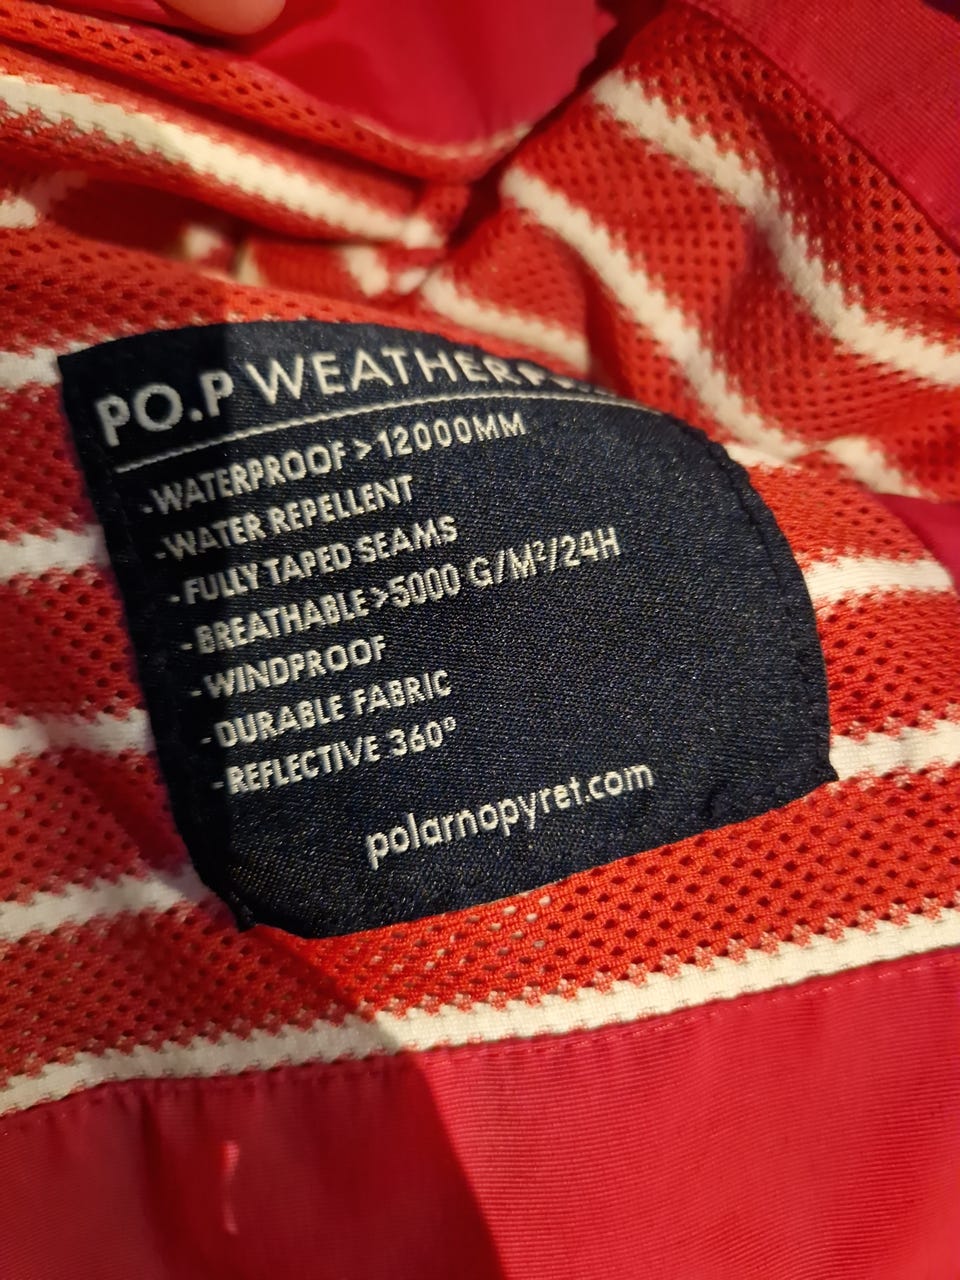 PO.P WEATHERPRO
- WATERPROOF > 12000MM
- WATER REPELLENT
- FULLY TAPED SEAMS
- BREATHABLE >5000 G/M²/24H
- WINDPROOF
- DURABLE FABRIC
- REFLECTIVE 360°
polarnopyret.com